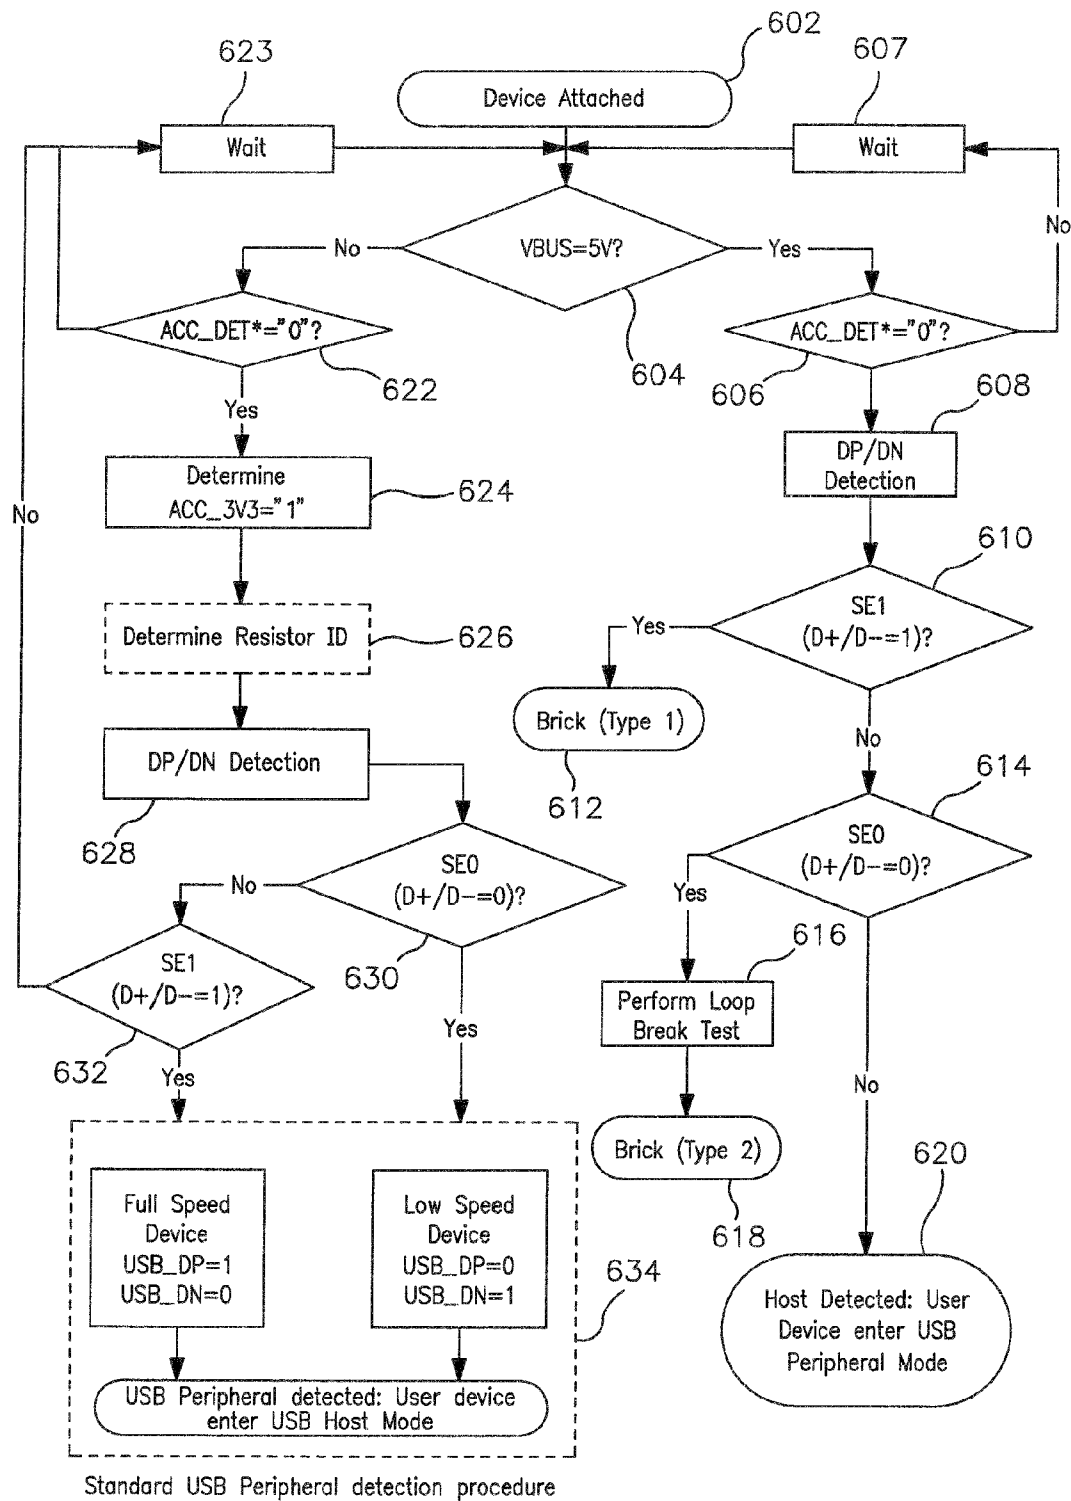 602
623
607
Device Attached
Wait
Wait
No
No
VBUS=5V?
Yes
ACC_DET*="0"?
ACC_DET*="0"?
604
622
606
608
Yes
DP/DN
Detection
Determine
ACC_3V3="1"
624
No
610
SE1
(D+/D-=1)?
Determine Resistor ID
626
Yes
Brick (Type 1)
No
DP/DN Detection
612
614
628
SE0
(D+/D-=0)?
SE0
(D+/D-=0)?
No
Yes
616
630
SE1
(D+/D-=1)?
Perform Loop
Break Test
Yes
632
Yes
No
Brick (Type 2)
620
618
Full Speed
Device
USB_DP=1
USB_DN=0
Low Speed
Device
USB_DP=0
USB_DN=1
634
Host Detected: User
Device enter USB
Peripheral Mode
USB Peripheral detected: User device
enter USB Host Mode
Standard USB Peripheral detection procedure